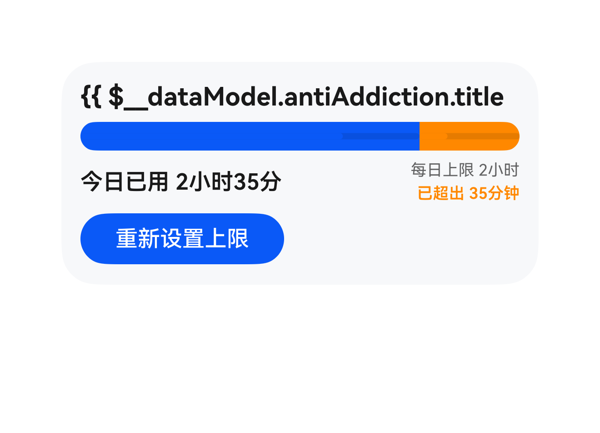 {{ $__dataModel.antiAddiction.title
今日已用 2小时35分
每日上限 2小时
已超出 35分钟
重新设置上限